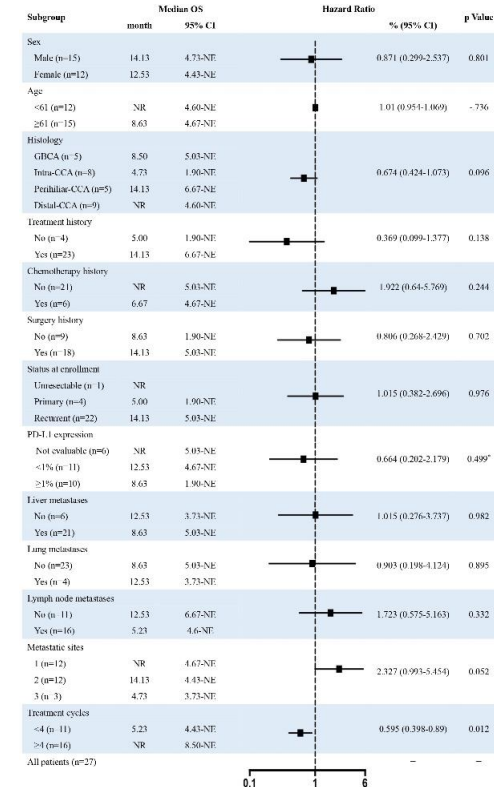 Subgroup Median OS Hazard Ratio p Value
month 95% CI % (95% CI)
Sex
Male (n=15) 14.13 4.73-NE 0.871 (0.299-2.537) 0.801
Female (n=12) 12.53 4.43-NE
Age
<61 (n=12) NR 4.60-NE 1.01 (0.954-1.069) -.736
≥61 (n=15) 8.63 4.67-NE
Histology
GBCA (n=5) 8.50 5.03-NE
Intra-CCA (n=8) 4.73 1.90-NE 0.674 (0.424-1.073) 0.096
Perihiliar-CCA (n=5) 14.13 6.67-NE
Distal-CCA (n=9) NR 4.60-NE
Treatment history
No (n=4) 5.00 1.90-NE 0.369 (0.099-1.377) 0.138
Yes (n=23) 14.13 6.67-NE
Chemotherapy history
No (n=21) NR 5.03-NE 1.922 (0.64-5.769) 0.244
Yes (n=6) 6.67 4.67-NE
Surgery history
No (n=9) 8.63 1.90-NE 0.806 (0.268-2.429) 0.702
Yes (n=18) 14.13 5.03-NE
Status at enrollment
Unresectable (n=1) NR
Primary (n=4) 5.00 1.90-NE 1.015 (0.382-2.696) 0.976
Recurrent (n=22) 14.13 5.03-NE
PD-L1 expression
Not evaluable (n=6) NR 5.03-NE
<1% (n=11) 12.53 4.67-NE 0.664 (0.202-2.179) 0.499*
≥1% (n=10) 8.63 1.90-NE
Liver metastases
No (n=6) 12.53 3.73-NE 1.015 (0.276-3.737) 0.982
Yes (n=21) 8.63 5.03-NE
Lung metastases
No (n=23) 8.63 5.03-NE 0.903 (0.198-4.124) 0.895
Yes (n=4) 12.53 3.73-NE
Lymph node metastases
No (n=11) 12.53 6.67-NE 1.723 (0.575-5.163) 0.332
Yes (n=16) 5.23 4.6-NE
Metastatic sites
1 (n=12) NR 4.67-NE
2 (n=12) 14.13 4.43-NE 2.327 (0.993-5.454) 0.052
3 (n=3) 4.73 3.73-NE
Treatment cycles
<4 (n=11) 5.23 4.43-NE 0.595 (0.398-0.89) 0.012
≥4 (n=16) NR 8.50-NE
All patients (n=27) – –
0.1 1 6